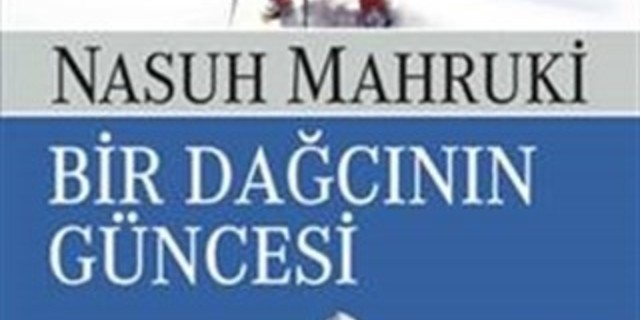 NASUH MAHRUKİ
BİR DAĞCININ
GÜNCESİ